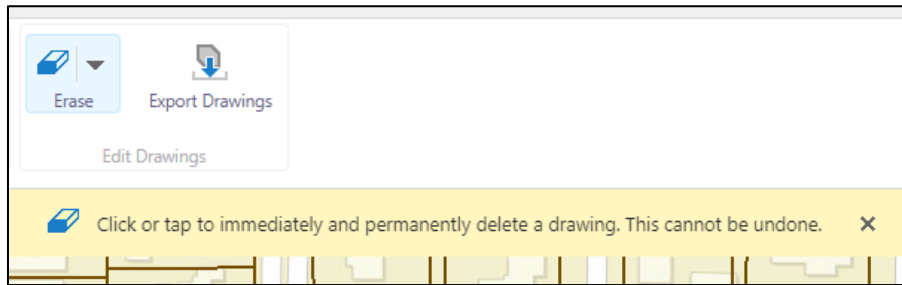 Erase
Export Drawings
Edit Drawings
Click or tap to immediately and permanently delete a drawing. This cannot be undone.